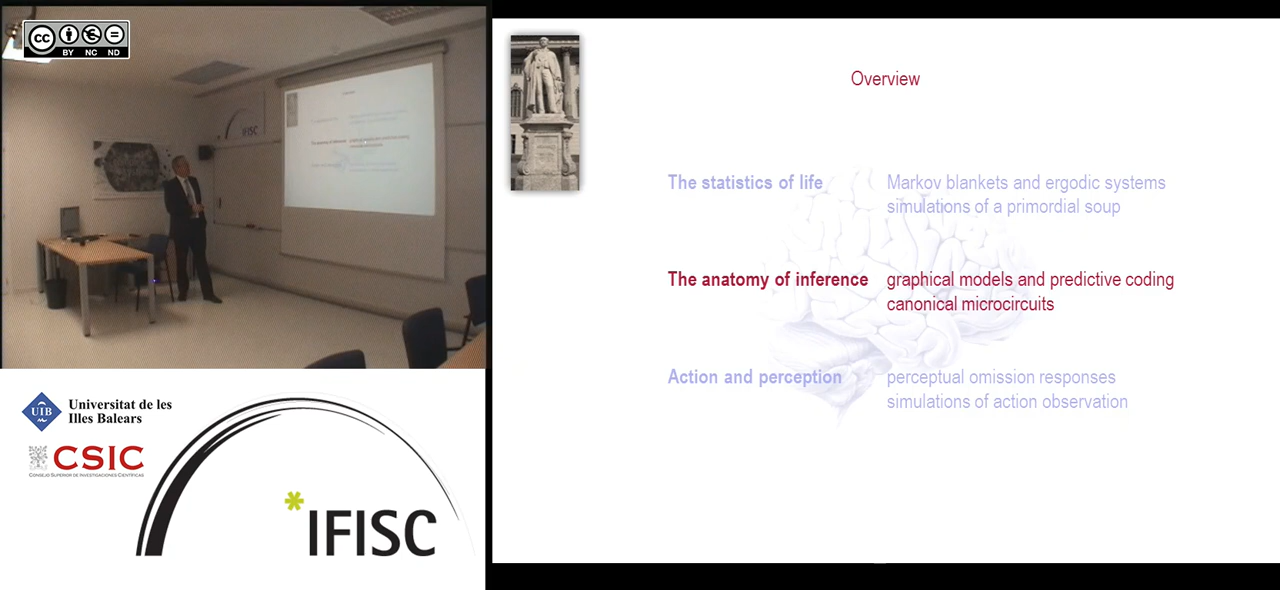 cc
BY NC ND
IFISC
Overview
The statistics of life
Markov blankets and ergodic systems
simulations of a primordial soup
The anatomy of inference
graphical models and predictive coding
canonical microcircuits
Action and perception
perceptual omission responses
simulations of action observation
UIB
Universitat de les
Illes Balears
CSIC
CONSEJO SUPERIOR DE INVESTIGACIONES CIENTÍFICAS
*IFISC